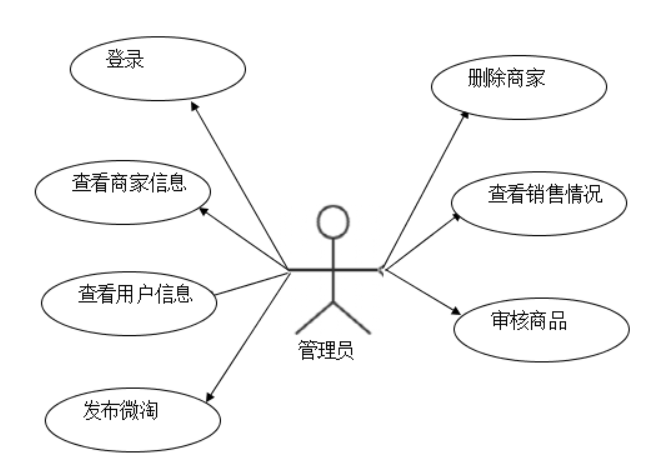 登录
删除商家
查看商家信息
查看销售情况
查看用户信息
审核商品
管理员
发布微淘